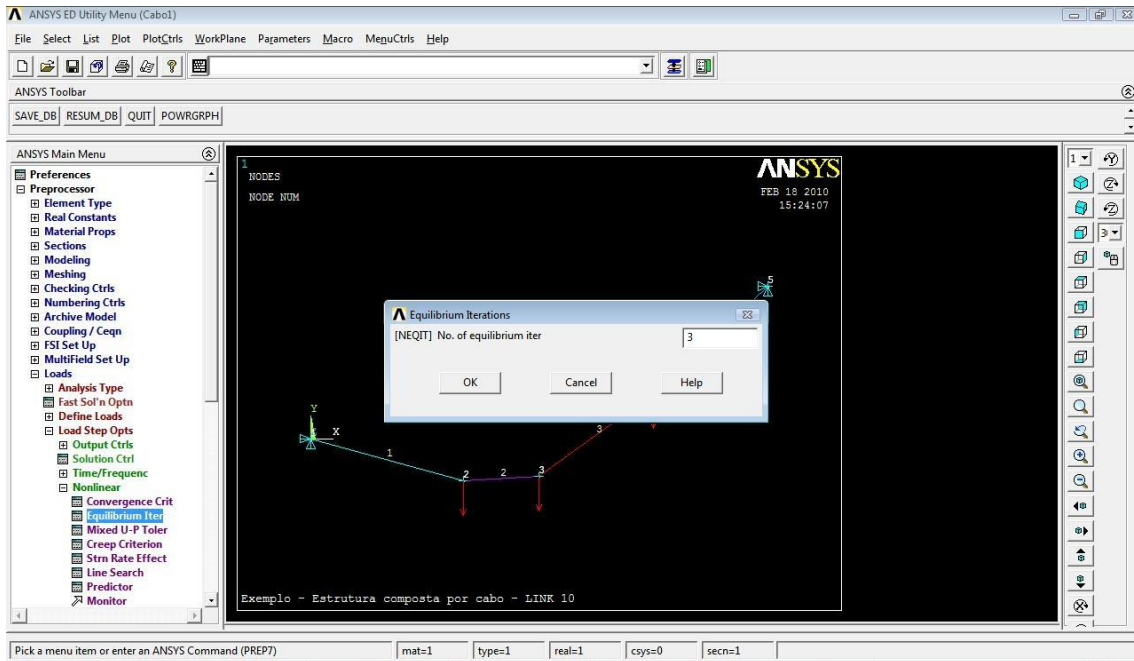 ANSYS ED Utility Menu (Cabo1)
File Select List Plot PlotCtrls WorkPlane Parameters Macro MenuCtrls Help
ANSYS Toolbar
SAVE_DB RESUM_DB QUIT POWRGRPH
ANSYS Main Menu
Preferences
Preprocessor
Element Type
Real Constants
Material Props
Sections
Modeling
Meshing
Checking Ctrls
Numbering Ctrls
Archive Model
Coupling / Ceqn
FSI Set Up
MultiField Set Up
Loads
Analysis Type
Fast Sol'n Optn
Define Loads
Load Step Opts
Output Ctrls
Solution Ctrl
Time/Frequenc
Nonlinear
Convergence Crit
Equilibrium Iter
Mixed U-P Toler
Creep Criterion
Strn Rate Effect
Line Search
Predictor
Monitor
1
NODES
NODE NUM
ANSYS
FEB 18 2010
15:24:07
5
Equilibrium Iterations
[NEQIT] No. of equilibrium iter 3
OK Cancel Help
Y
X
3
1
2 2 3
Exemplo - Estrutura composta por cabo - LINK 10
1
Pick a menu item or enter an ANSYS Command (PREP7) mat=1 type=1 real=1 csys=0 secn=1